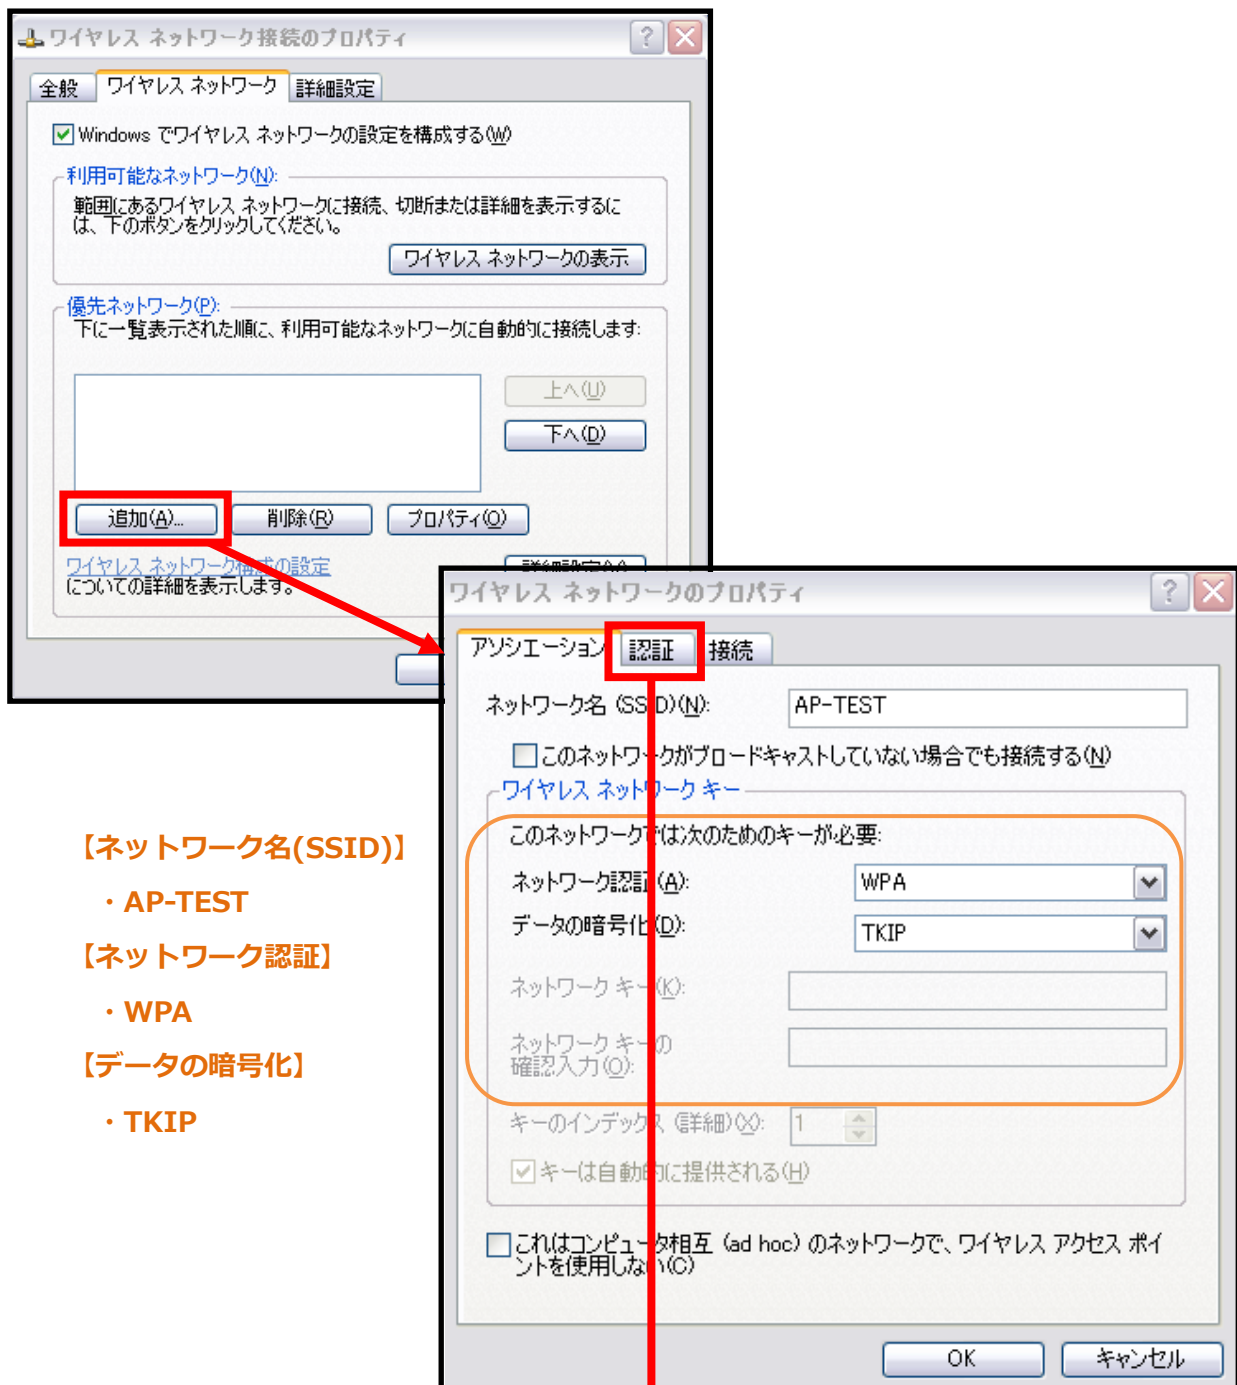 ワイヤレス ネットワーク接続のプロパティ
全般
ワイヤレス ネットワーク
詳細設定
Windows でワイヤレス ネットワークの設定を構成する(W)
利用可能なネットワーク(N):
範囲にあるワイヤレス ネットワークに接続、切断または詳細を表示するに
は、下のボタンをクリックしてください。
ワイヤレス ネットワークの表示
優先ネットワーク(P):
下に一覧表示された順に、利用可能なネットワークに自動的に接続します:
上へ(U)
下へ(D)
追加(A)...
削除(R)
プロパティ(O)
ワイヤレス ネットワーク構成の設定
についての詳細を表示します。
ワイヤレス ネットワークのプロパティ
アソシエーション
認証
接続
ネットワーク名 (SSID)(N):
AP-TEST
このネットワークがブロードキャストしていない場合でも接続する(N)
ワイヤレス ネットワーク キー
このネットワークでは次のためのキーが必要:
ネットワーク認証(A):
WPA
データの暗号化(D):
TKIP
ネットワーク キー(K):
ネットワーク キーの
確認入力(O):
キーのインデックス (詳細)(X):
1
キーは自動的に提供される(H)
これはコンピュータ相互 (ad hoc) のネットワークで、ワイヤレス アクセス ポイ
ントを使用しない(C)
OK
キャンセル
【ネットワーク名(SSID)】
・AP-TEST
【ネットワーク認証】
・WPA
【データの暗号化】
・TKIP